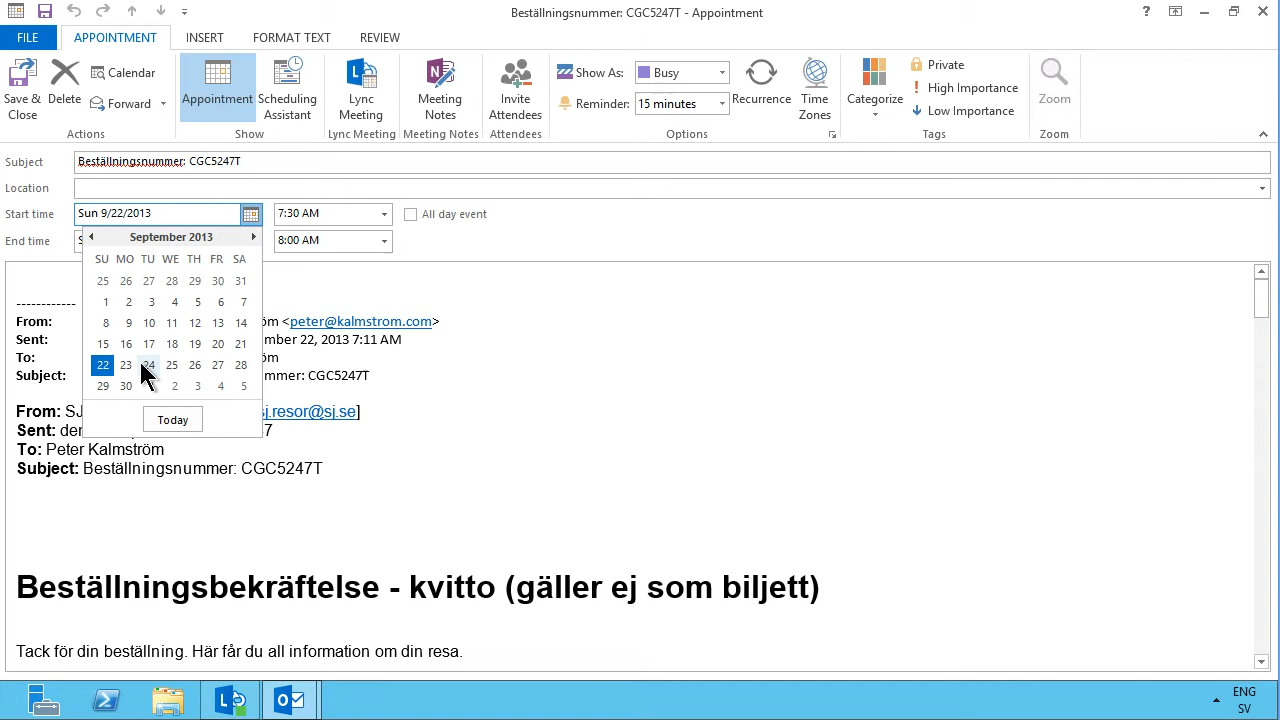 Beställningsnummer: CGC5247T - Appointment
?
FILE APPOINTMENT INSERT FORMAT TEXT REVIEW
Save & Close
Delete
Calendar
Forward
Actions
Appointment
Scheduling Assistant
Show
Lync Meeting
Lync Meeting
Meeting Notes
Meeting Notes
Invite Attendees
Attendees
Show As: Busy
Reminder: 15 minutes
Recurrence
Time Zones
Options
Categorize
Private
High Importance
Low Importance
Tags
Zoom
Zoom
Subject Beställningsnummer: CGC5247T
Location
Start time Sun 9/22/2013 7:30 AM All day event
End time S 8:00 AM
September 2013
SU MO TU WE TH FR SA
25 26 27 28 29 30 31
1 2 3 4 5 6 7
8 9 10 11 12 13 14
15 16 17 18 19 20 21
22 23 24 25 26 27 28
29 30 2 3 4 5
Today
------------
From: öm <peter@kalmstrom.com>
Sent: mber 22, 2013 7:11 AM
To: öm
Subject: mmer: CGC5247T
From: SJ sj.resor@sj.se]
Sent: den 7
To: Peter Kalmström
Subject: Beställningsnummer: CGC5247T
Beställningsbekräftelse - kvitto (gäller ej som biljett)
Tack för din beställning. Här får du all information om din resa.
ENG
SV